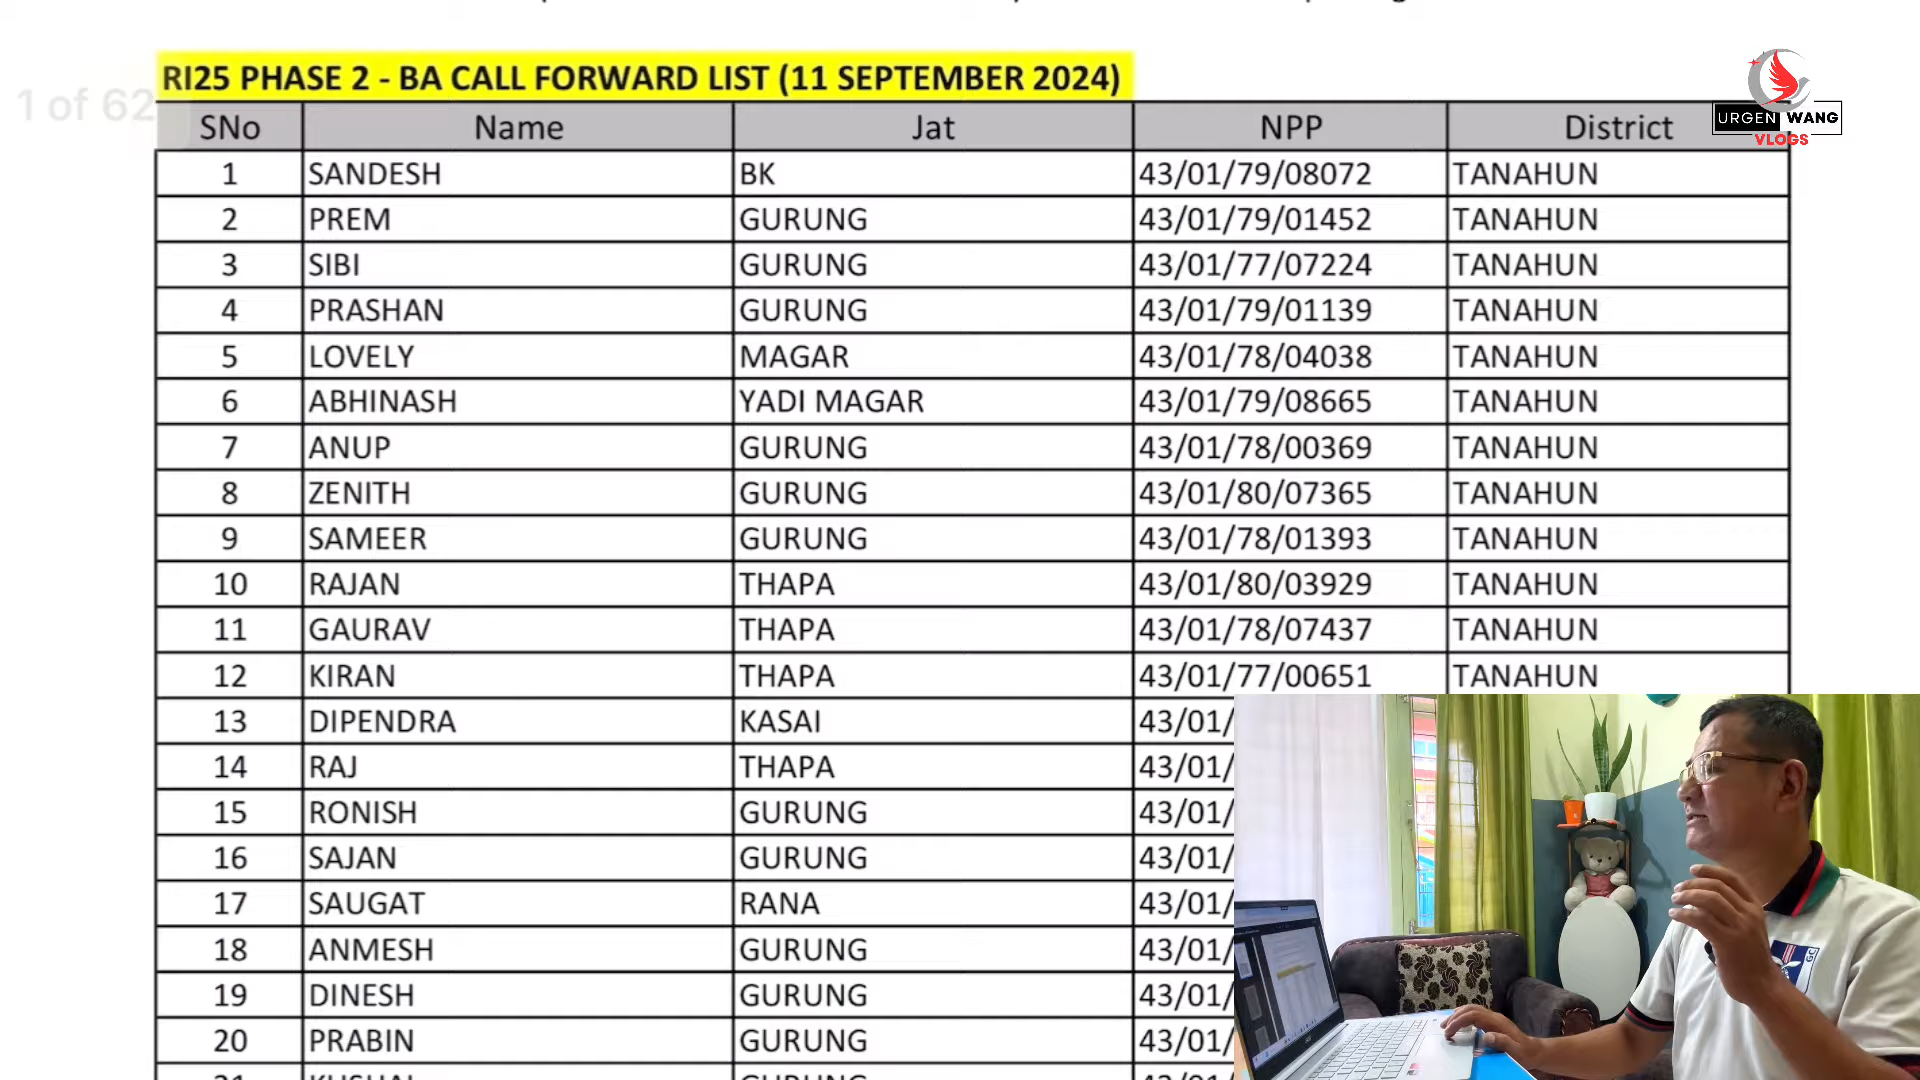 RI25 PHASE 2 - BA CALL FORWARD LIST (11 SEPTEMBER 2024)
1 of 62
URGEN WANG
VLOGS
SNo Name Jat NPP District
1 SANDESH BK 43/01/79/08072 TANAHUN
2 PREM GURUNG 43/01/79/01452 TANAHUN
3 SIBI GURUNG 43/01/77/07224 TANAHUN
4 PRASHAN GURUNG 43/01/79/01139 TANAHUN
5 LOVELY MAGAR 43/01/78/04038 TANAHUN
6 ABHINASH YADI MAGAR 43/01/79/08665 TANAHUN
7 ANUP GURUNG 43/01/78/00369 TANAHUN
8 ZENITH GURUNG 43/01/80/07365 TANAHUN
9 SAMEER GURUNG 43/01/78/01393 TANAHUN
10 RAJAN THAPA 43/01/80/03929 TANAHUN
11 GAURAV THAPA 43/01/78/07437 TANAHUN
12 KIRAN THAPA 43/01/77/00651 TANAHUN
13 DIPENDRA KASAI 43/01/
14 RAJ THAPA 43/01/
15 RONISH GURUNG 43/01/
16 SAJAN GURUNG 43/01/
17 SAUGAT RANA 43/01/
18 ANMESH GURUNG 43/01/
19 DINESH GURUNG 43/01/
20 PRABIN GURUNG 43/01/
GC